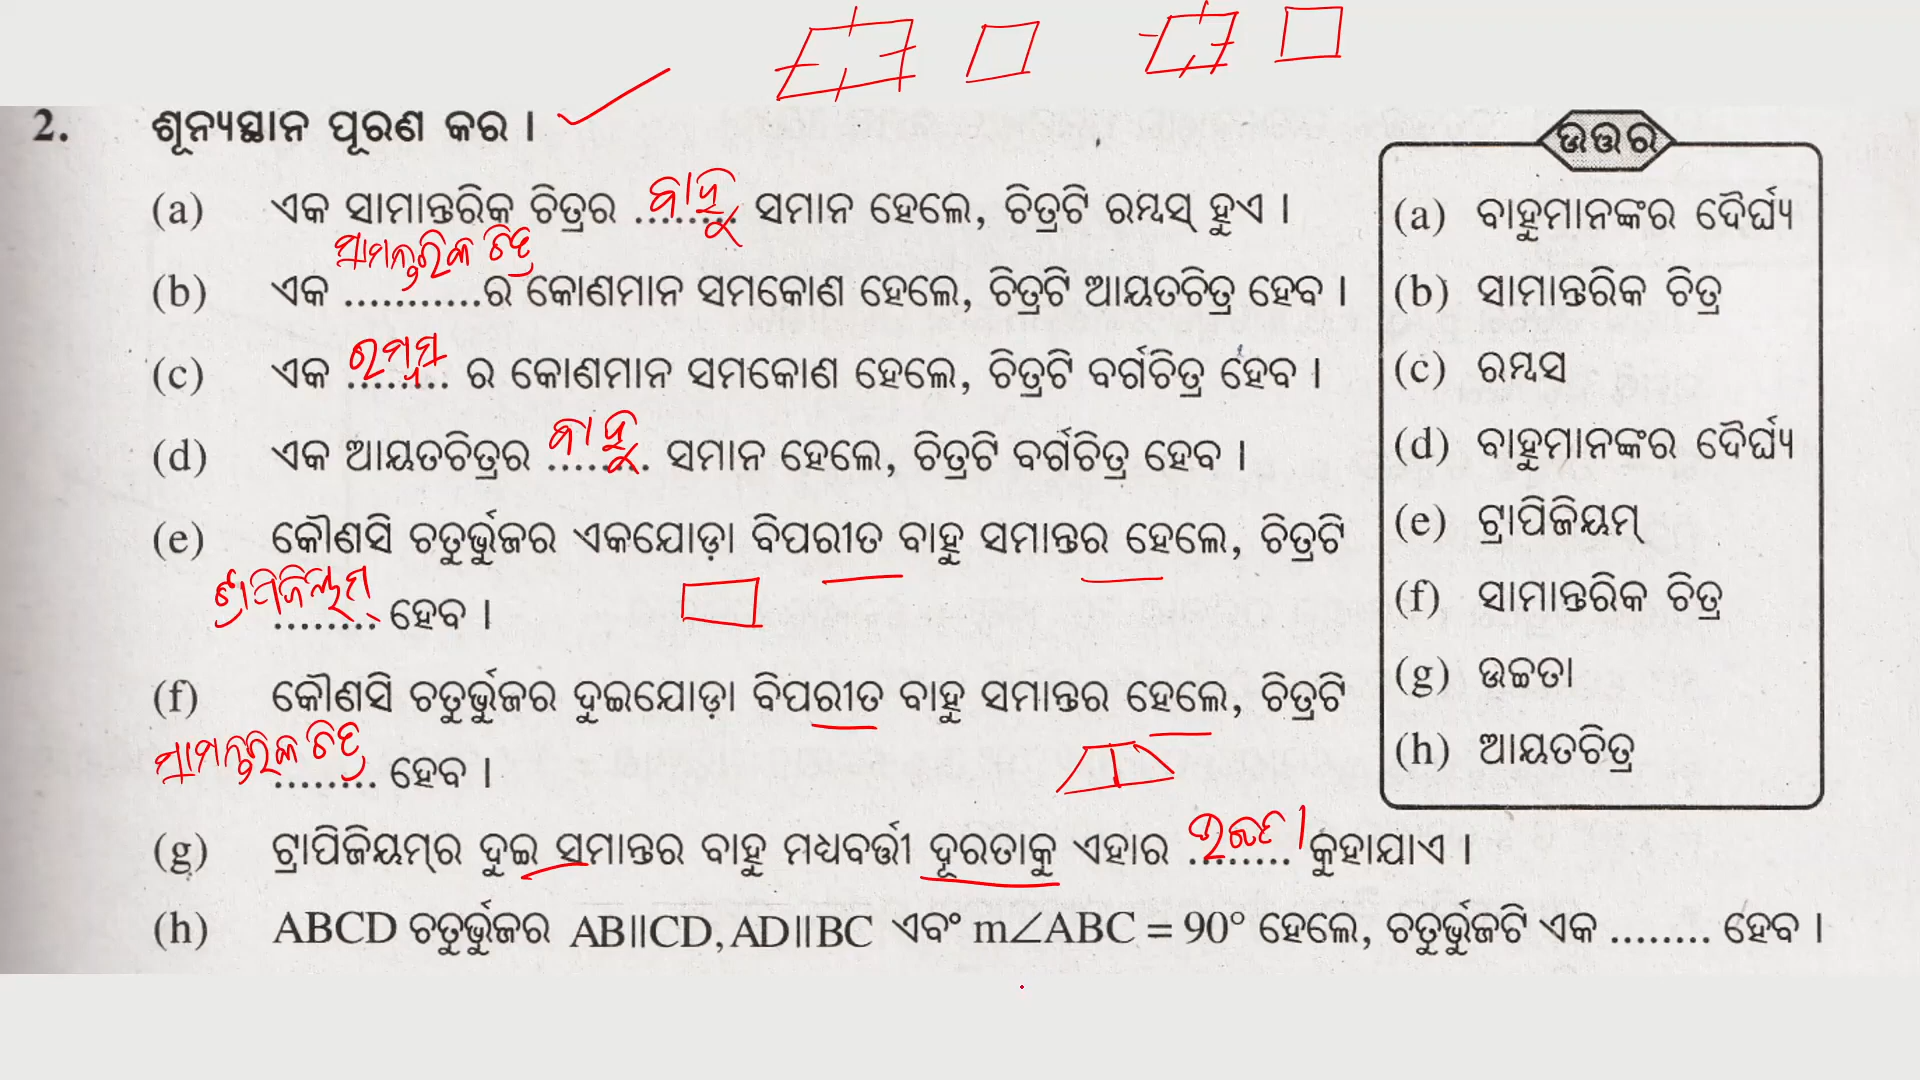 2. ଶୂନ୍ୟସ୍ଥାନ ପୂରଣ କର ।
(a) ଏକ ସାମାନ୍ତରିକ ଚିତ୍ରର ........ ସମାନ ହେଲେ, ଚିତ୍ରଟି ରମ୍ବସ୍ ହୁଏ ।
ବାହୁ
ସାମାନ୍ତରିକ ଚିତ୍ର
(b) ଏକ ...........ର କୋଣମାନ ସମକୋଣ ହେଲେ, ଚିତ୍ରଟି ଆୟତଚିତ୍ର ହେବ ।
ରମ୍ବସ
(c) ଏକ ........ ର କୋଣମାନ ସମକୋଣ ହେଲେ, ଚିତ୍ରଟି ବର୍ଗଚିତ୍ର ହେବ ।
ବାହୁ
(d) ଏକ ଆୟତଚିତ୍ରର ........ ସମାନ ହେଲେ, ଚିତ୍ରଟି ବର୍ଗଚିତ୍ର ହେବ ।
(e) କୌଣସି ଚତୁର୍ଭୁଜର ଏକଯୋଡ଼ା ବିପରୀତ ବାହୁ ସମାନ୍ତର ହେଲେ, ଚିତ୍ରଟି
ଟ୍ରାପିଜିୟମ୍
........ ହେବ ।
(f) କୌଣସି ଚତୁର୍ଭୁଜର ଦୁଇଯୋଡ଼ା ବିପରୀତ ବାହୁ ସମାନ୍ତର ହେଲେ, ଚିତ୍ରଟି
ସାମାନ୍ତରିକ ଚିତ୍ର
........ ହେବ ।
ଉଚ୍ଚତା
(g) ଟ୍ରାପିଜିୟମ୍‌ର ଦୁଇ ସମାନ୍ତର ବାହୁ ମଧ୍ୟବର୍ତ୍ତୀ ଦୂରତାକୁ ଏହାର ........ କୁହାଯାଏ ।
(h) ABCD ଚତୁର୍ଭୁଜର AB||CD, AD||BC ଏବଂ m∠ABC = 90° ହେଲେ, ଚତୁର୍ଭୁଜଟି ଏକ ........ ହେବ ।
ଉତ୍ତର
(a) ବାହୁମାନଙ୍କର ଦୈର୍ଘ୍ୟ
(b) ସାମାନ୍ତରିକ ଚିତ୍ର
(c) ରମ୍ବସ
(d) ବାହୁମାନଙ୍କର ଦୈର୍ଘ୍ୟ
(e) ଟ୍ରାପିଜିୟମ୍
(f) ସାମାନ୍ତରିକ ଚିତ୍ର
(g) ଉଚ୍ଚତା
(h) ଆୟତଚିତ୍ର